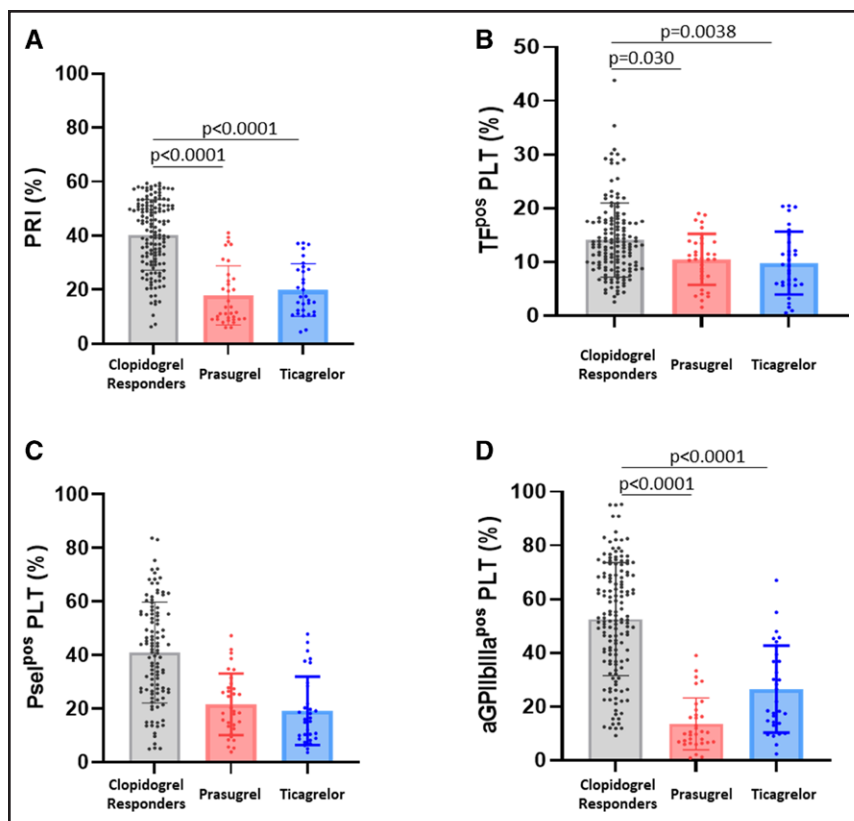 A
PRI (%)
100
80
60
40
20
0
p<0.0001
p<0.0001
Clopidogrel
Responders
Prasugrel
Ticagrelor
B
TFpos PLT (%)
50
40
30
20
10
0
p=0.0038
p=0.030
Clopidogrel
Responders
Prasugrel
Ticagrelor
C
Pselpos PLT (%)
100
80
60
40
20
0
Clopidogrel
Responders
Prasugrel
Ticagrelor
D
aGPIIbIIIapos PLT (%)
100
80
60
40
20
0
p<0.0001
p<0.0001
Clopidogrel
Responders
Prasugrel
Ticagrelor